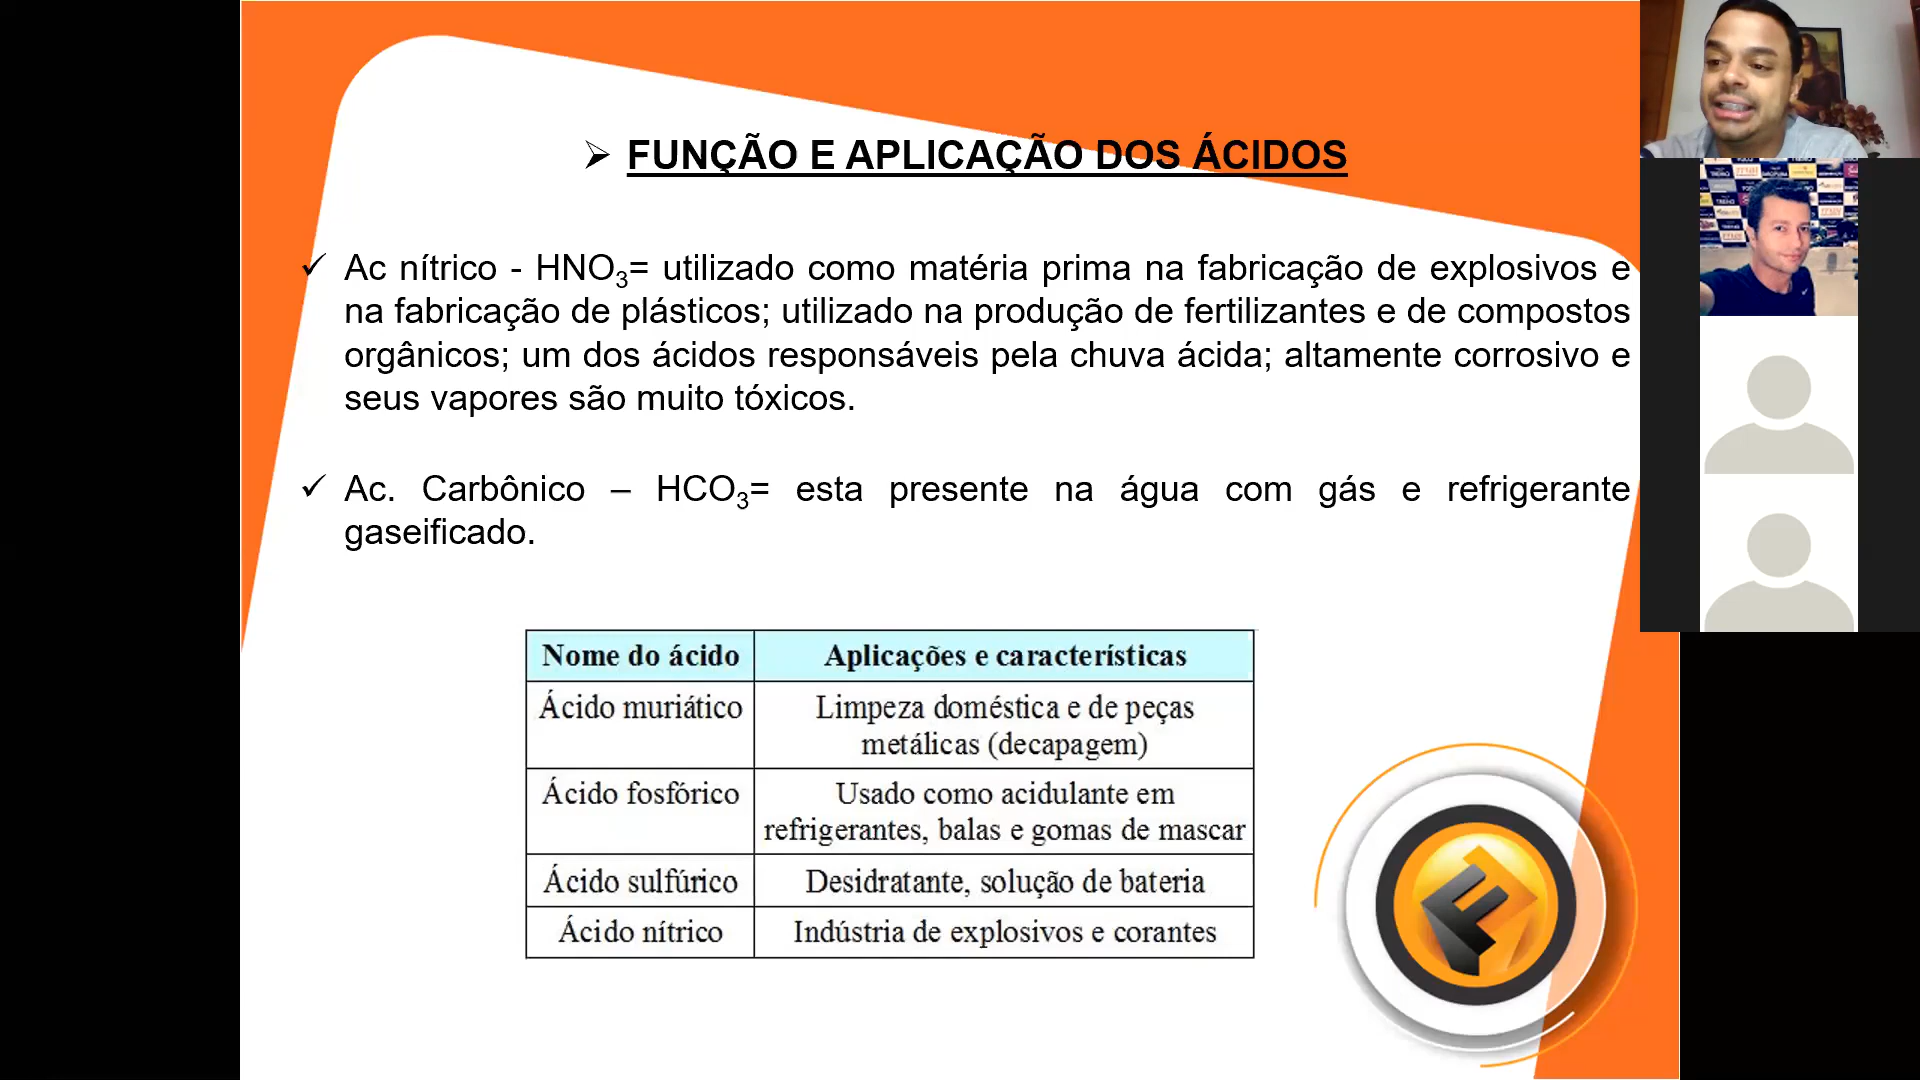 ➢ FUNÇÃO E APLICAÇÃO DOS ÁCIDOS
✓ Ac nítrico - HNO₃= utilizado como matéria prima na fabricação de explosivos e
na fabricação de plásticos; utilizado na produção de fertilizantes e de compostos
orgânicos; um dos ácidos responsáveis pela chuva ácida; altamente corrosivo e
seus vapores são muito tóxicos.
✓ Ac. Carbônico – HCO₃= esta presente na água com gás e refrigerante
gaseificado.
Nome do ácido Aplicações e características
Ácido muriático Limpeza doméstica e de peças
metálicas (decapagem)
Ácido fosfórico Usado como acidulante em
refrigerantes, balas e gomas de mascar
Ácido sulfúrico Desidratante, solução de bateria
Ácido nítrico Indústria de explosivos e corantes